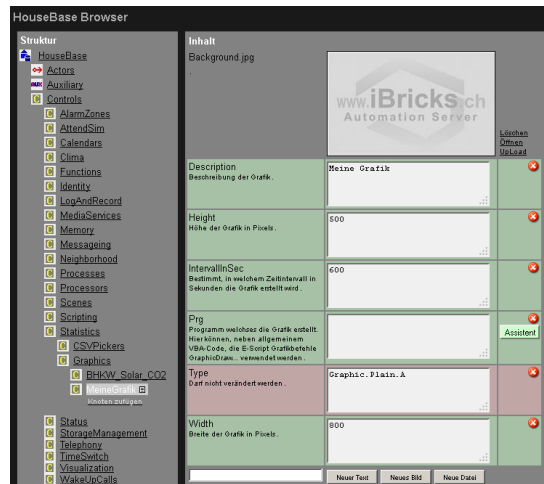 HouseBase Browser
Struktur
HouseBase
Actors
AUX Auxiliary
Controls
AlarmZones
AttendSim
Calendars
Clima
Functions
Identity
LogAndRecord
MediaServices
Memory
Messageing
Neighborhood
Processes
Processors
Scenes
Scripting
Statistics
CSVPickers
Graphics
BHKW_Solar_CO2
MeineGrafik
Knoten zufügen
Status
StorageManagement
Telephony
TimeSwitch
Visualization
WakeUpCalls
Inhalt
Background.jpg
.
www.iBricks.ch
Automation Server
Löschen
Öffnen
UpLoad
Description
Beschreibung der Grafik.
Meine Grafik
Height
Höhe der Grafik in Pixels.
500
IntervallInSec
Bestimmt, in welchem Zeitintervall in
Sekunden die Grafik erstellt wird.
600
Prg
Programm welchses die Grafik erstellt.
Hier können, neben allgemeinem
VBA-Code, die E-Script Grafikbefehle
GraphicDraw... verwendet werden.
Assistent
Type
Darf nicht verändert werden.
Graphic.Plain.A
Width
Breite der Grafik in Pixels.
800
Neuer Text
Neues Bild
Neue Datei